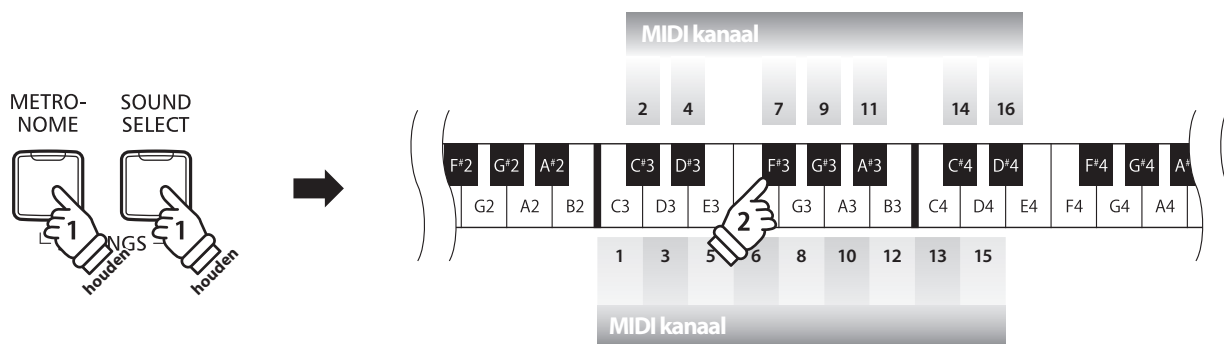 MIDI kanaal
METRO-
NOME
SOUND
SELECT
2 4 7 9 11 14 16
F#2 G#2 A#2 C#3 D#3 F#3 G#3 A#3 C#4 D#4 F#4 G#4 A#
G2 A2 B2 C3 D3 E3 G3 A3 B3 C4 D4 E4 F4 G4 A4
1 1 2
NGS
houden houden
1 3 5 6 8 10 12 13 15
MIDI kanaal